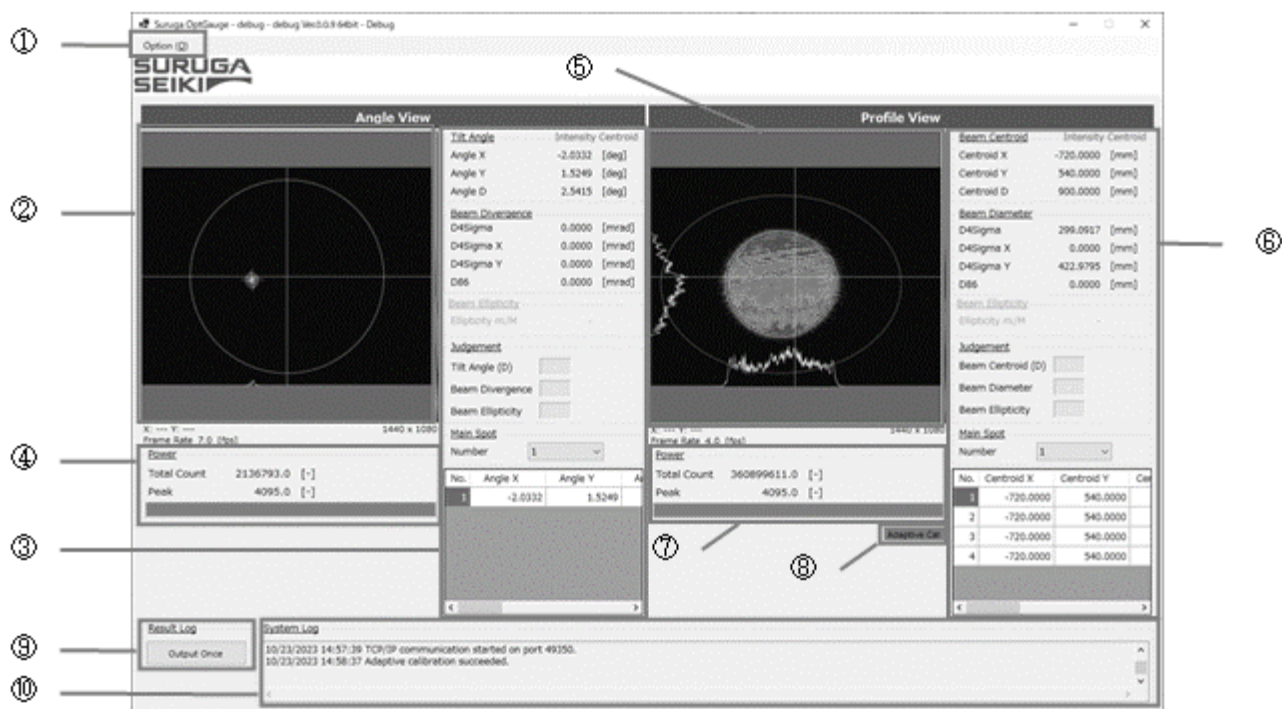 Suruga OptGauge - debug - debug Ver.0.0.9 64bit - Debug
①
Option (O)
SURUGA
SEIKI
⑤
Angle View
Profile View
②
Tilt Angle Intensity Centroid
Angle X -2.0332 [deg]
Angle Y 1.5249 [deg]
Angle D 2.5415 [deg]
Beam Divergence
D4Sigma 0.0000 [mrad]
D4Sigma X 0.0000 [mrad]
D4Sigma Y 0.0000 [mrad]
D86 0.0000 [mrad]
Beam Ellipticity
Ellipticity m/M -
Judgement
Tilt Angle (D)
Beam Divergence
Beam Ellipticity
Main Spot
Number 1
No. Angle X Angle Y
1 -2.0332 1.5249
③
X: --- Y: --- 1440 x 1080
Frame Rate 7.0 [fps]
④
Power
Total Count 2136793.0 [-]
Peak 4095.0 [-]
Beam Centroid Intensity Centroid
Centroid X -720.0000 [mm]
Centroid Y 540.0000 [mm]
Centroid D 900.0000 [mm]
⑥
Beam Diameter
D4Sigma 299.0917 [mm]
D4Sigma X 0.0000 [mm]
D4Sigma Y 422.9795 [mm]
D86 0.0000 [mm]
Beam Ellipticity
Ellipticity m/M -
Judgement
Beam Centroid (D)
Beam Diameter
Beam Ellipticity
Main Spot
Number 1
No. Centroid X Centroid Y Cen
1 -720.0000 540.0000
2 -720.0000 540.0000
3 -720.0000 540.0000
4 -720.0000 540.0000
X: --- Y: --- 1440 x 1080
Frame Rate 4.0 [fps]
Power
Total Count 360899611.0 [-]
Peak 4095.0 [-]
⑦
⑧
Adaptive Cal
⑨
Result Log
Output Once
⑩
System Log
10/23/2023 14:57:39 TCP/IP communication started on port 49350.
10/23/2023 14:58:37 Adaptive calibration succeeded.